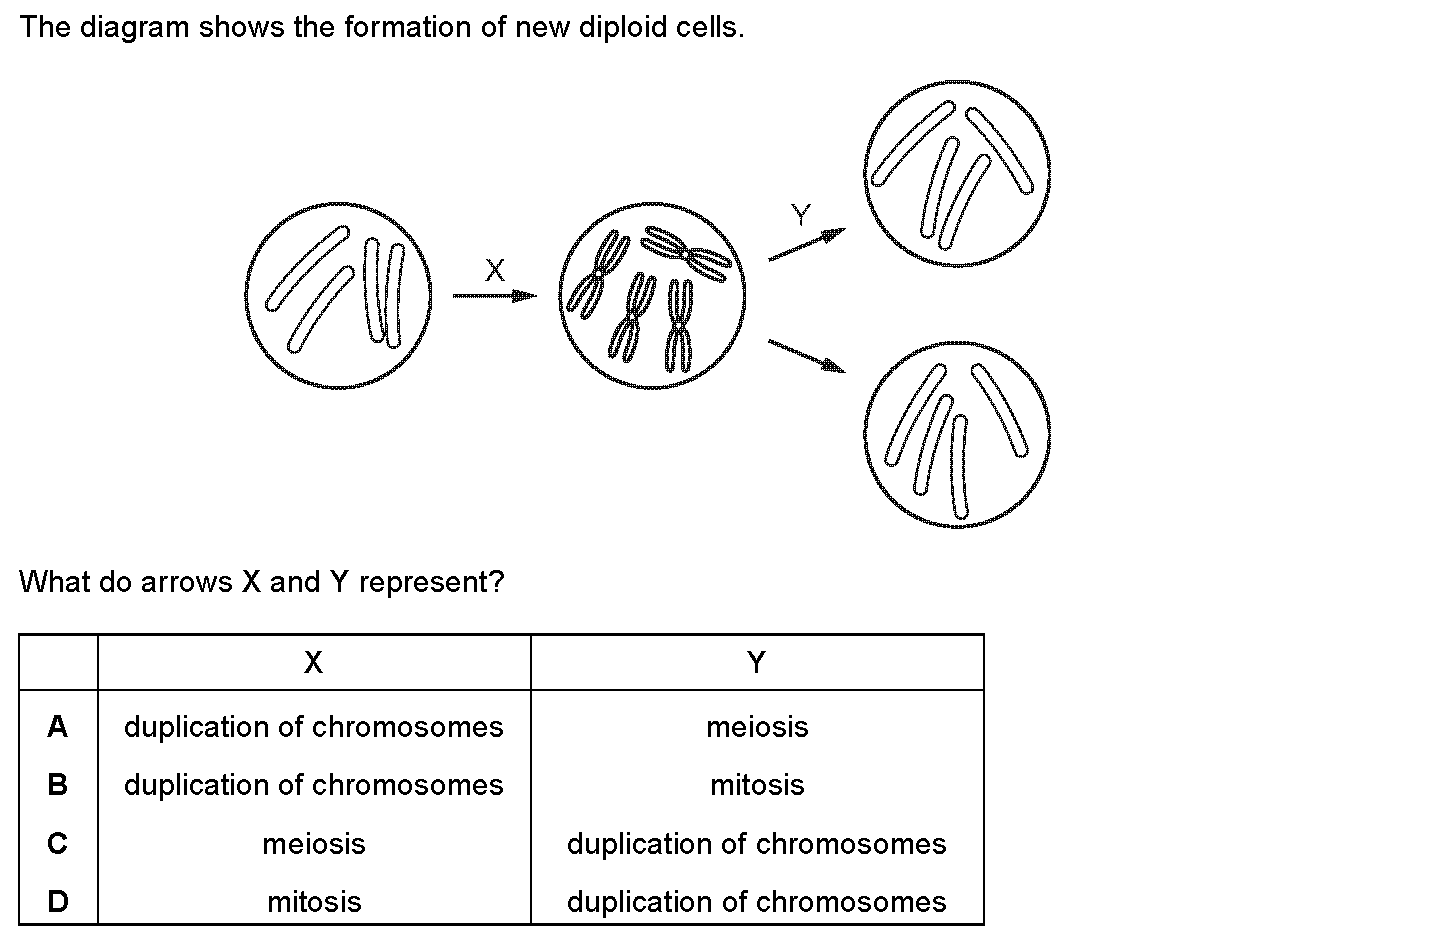 The diagram shows the formation of new diploid cells.
X
Y
What do arrows X and Y represent?
X Y
A duplication of chromosomes meiosis
B duplication of chromosomes mitosis
C meiosis duplication of chromosomes
D mitosis duplication of chromosomes